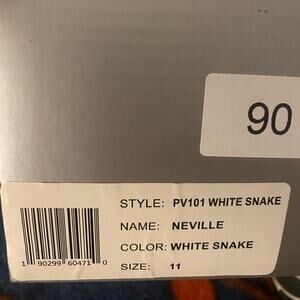 90
STYLE: PV101 WHITE SNAKE
NAME: NEVILLE
COLOR: WHITE SNAKE
SIZE: 11
1 90299 60471 0